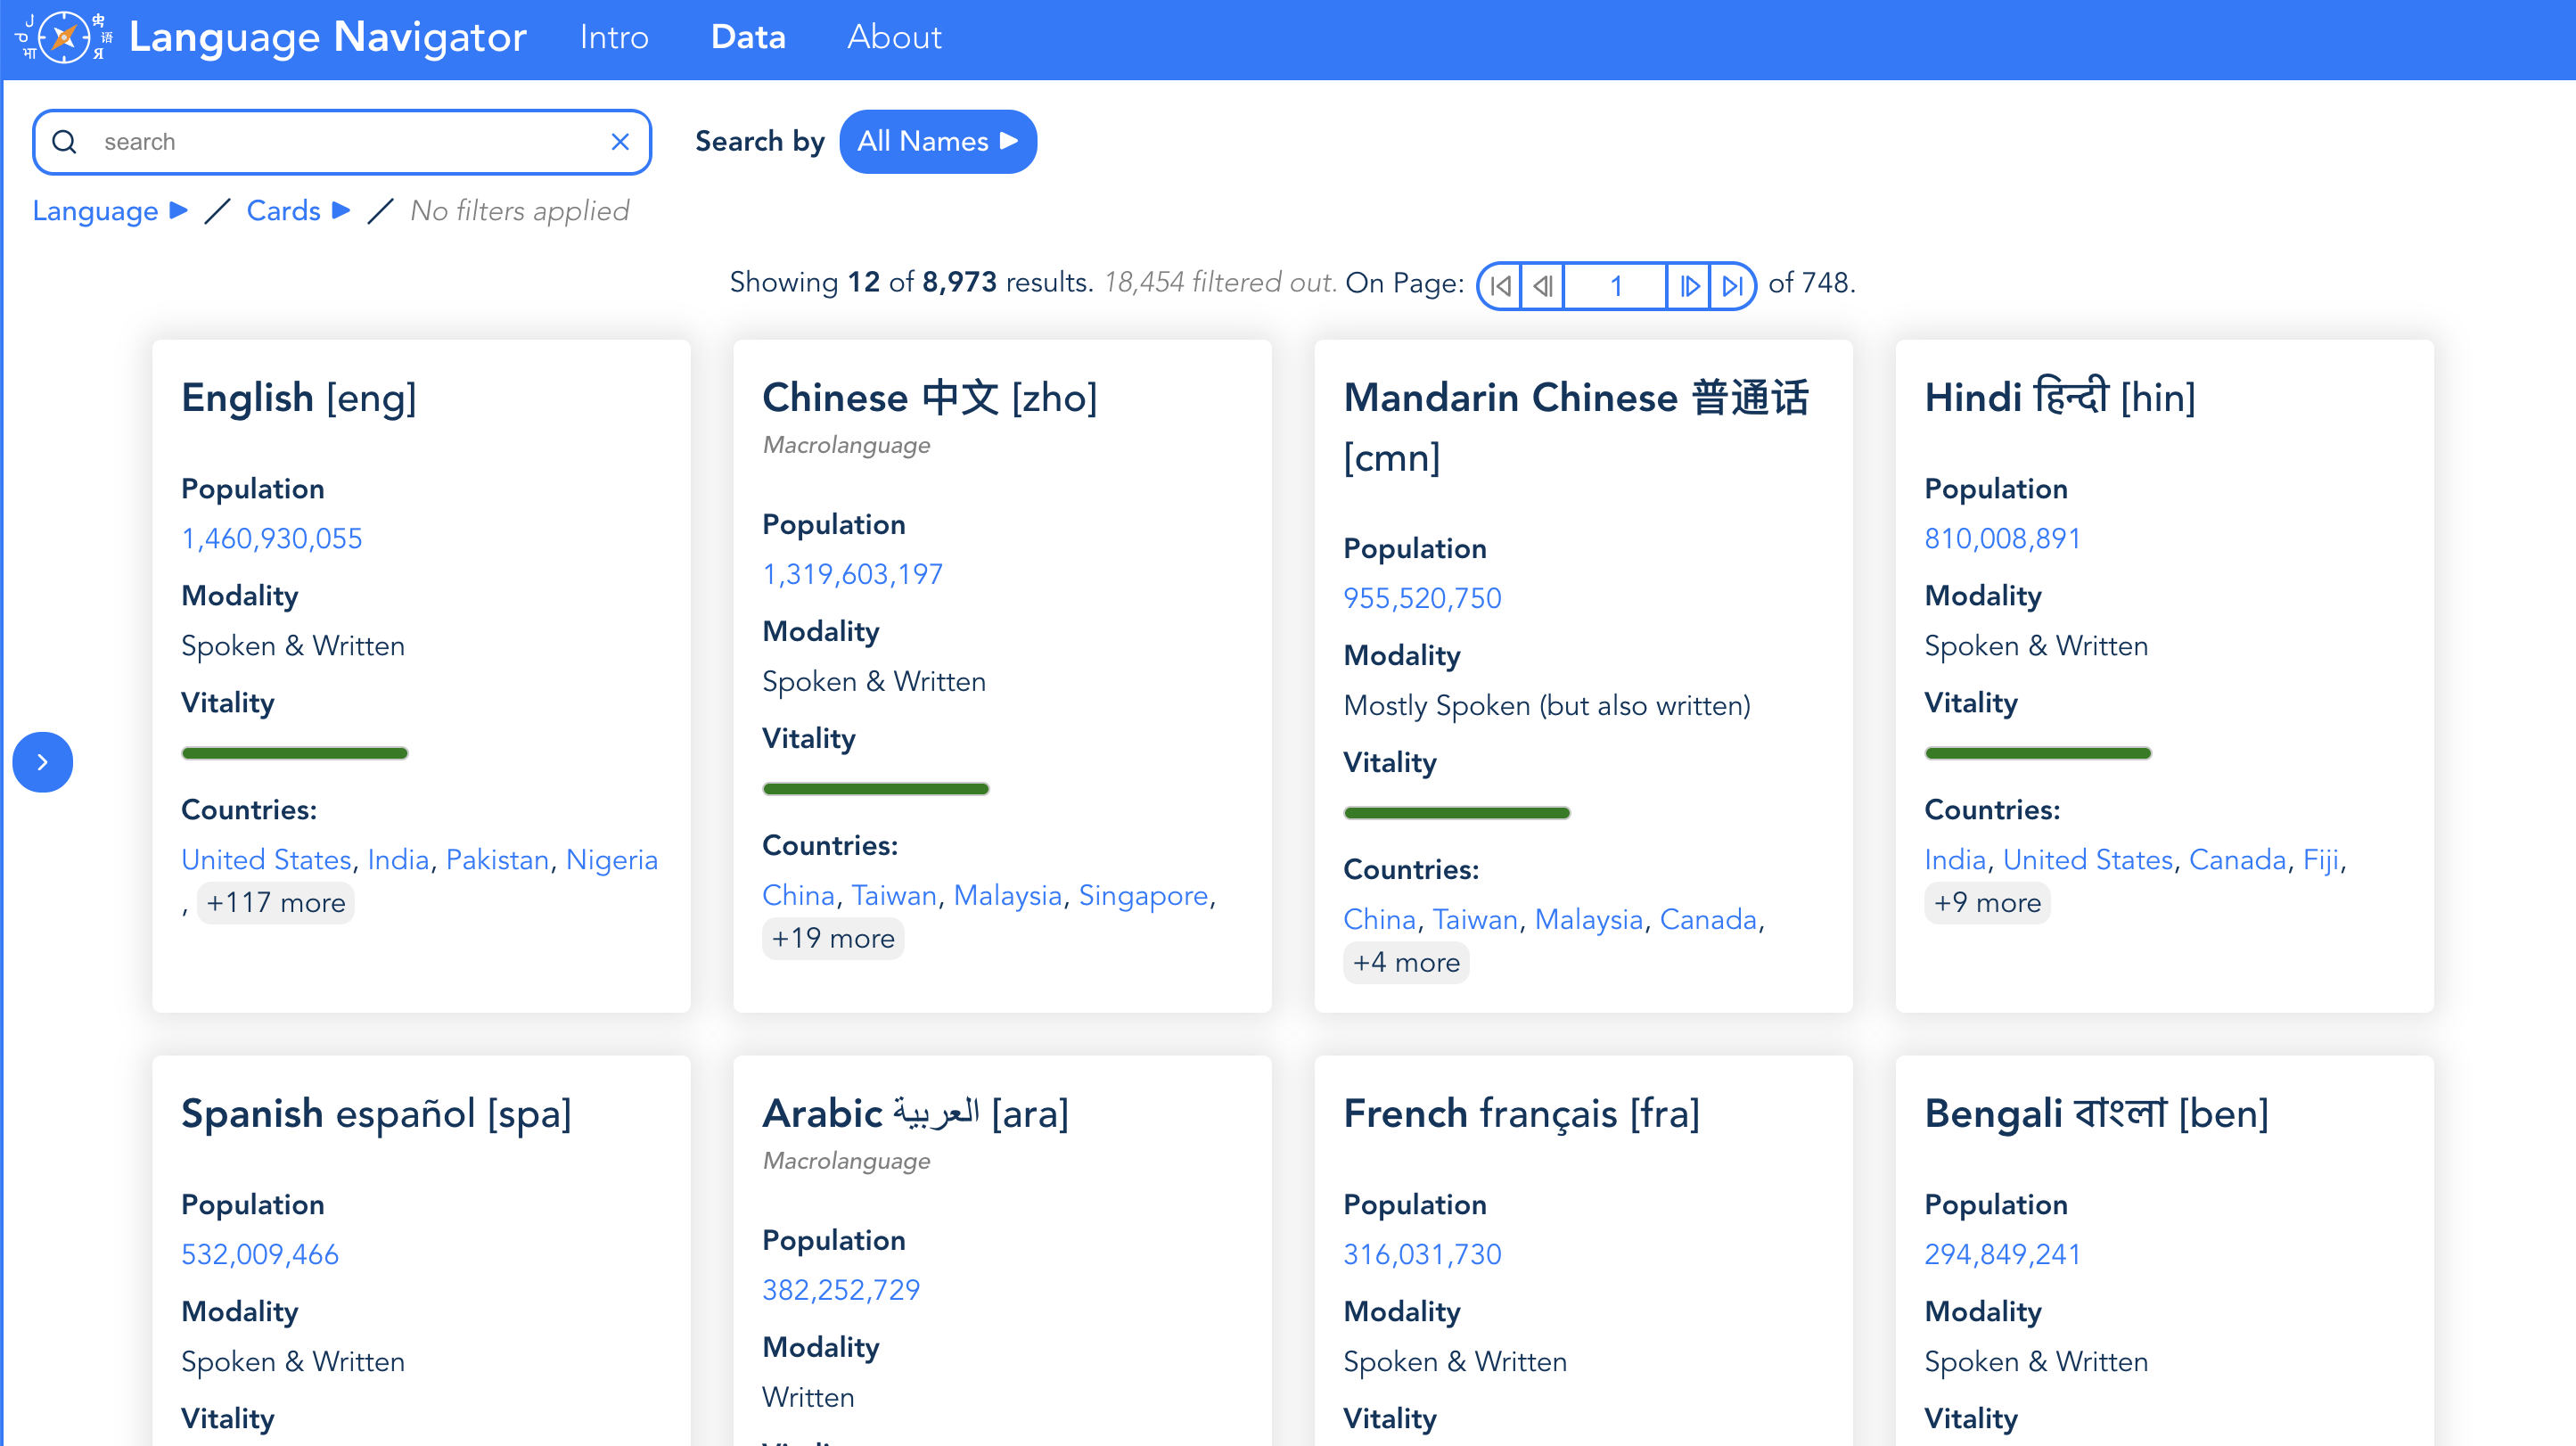 Language Navigator Intro Data About
search
Search by All Names
Language / Cards / No filters applied
Showing 12 of 8,973 results. 18,454 filtered out. On Page: 1 of 748.
English [eng]
Population
1,460,930,055
Modality
Spoken & Written
Vitality
Countries:
United States, India, Pakistan, Nigeria
, +117 more
Chinese 中文 [zho]
Macrolanguage
Population
1,319,603,197
Modality
Spoken & Written
Vitality
Countries:
China, Taiwan, Malaysia, Singapore,
+19 more
Mandarin Chinese 普通话
[cmn]
Population
955,520,750
Modality
Mostly Spoken (but also written)
Vitality
Countries:
China, Taiwan, Malaysia, Canada,
+4 more
Hindi हिन्दी [hin]
Population
810,008,891
Modality
Spoken & Written
Vitality
Countries:
India, United States, Canada, Fiji,
+9 more
Spanish español [spa]
Population
532,009,466
Modality
Spoken & Written
Vitality
Arabic العربية [ara]
Macrolanguage
Population
382,252,729
Modality
Written
French français [fra]
Population
316,031,730
Modality
Spoken & Written
Vitality
Bengali বাংলা [ben]
Population
294,849,241
Modality
Spoken & Written
Vitality